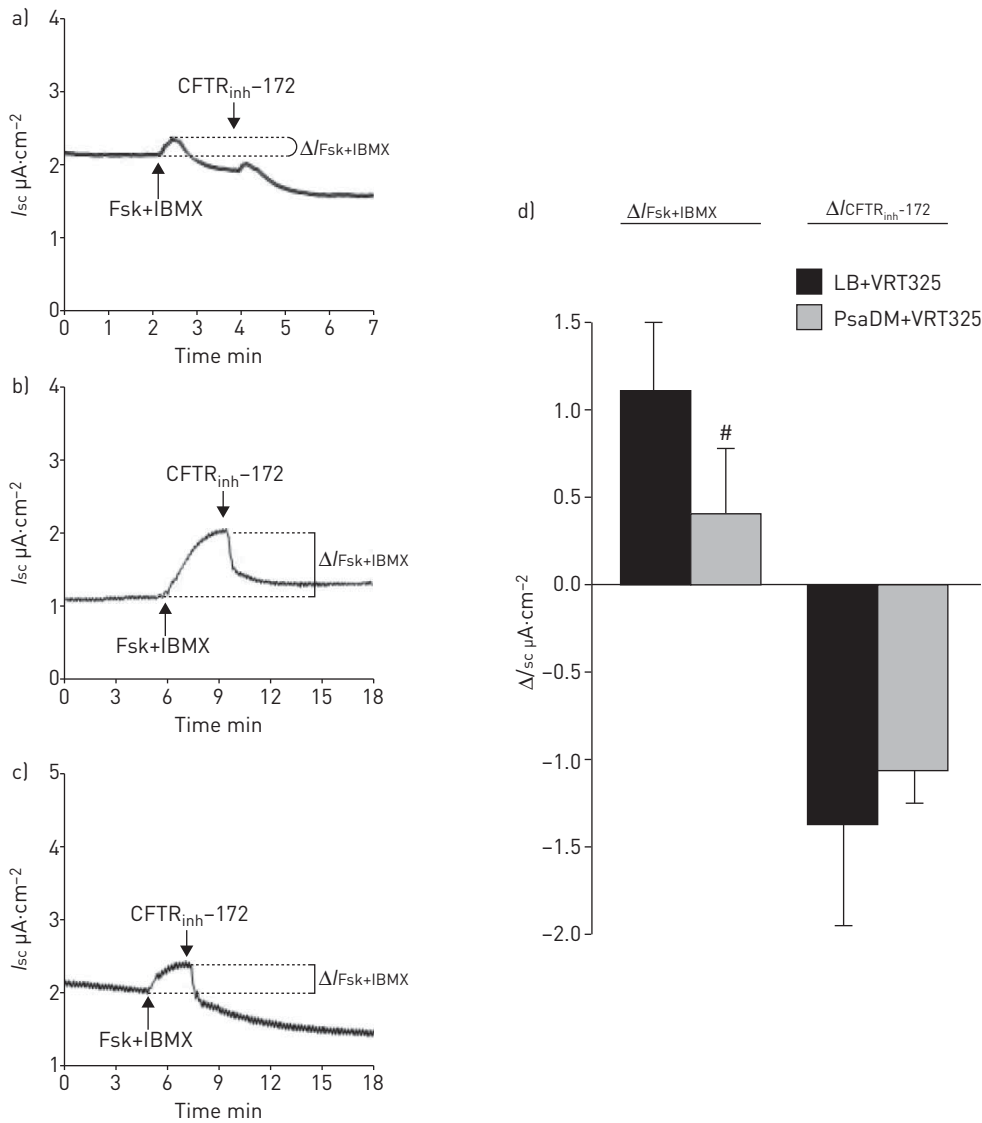 a)
4
3
2
1
0
I sc µA·cm⁻²
CFTRinh–172
ΔIFsk+IBMX
Fsk+IBMX
0 1 2 3 4 5 6 7
Time min
b)
4
3
2
1
0
Isc µA·cm⁻²
CFTRinh–172
ΔIFsk+IBMX
Fsk+IBMX
0 3 6 9 12 15 18
Time min
c)
5
4
3
2
1
Isc µA·cm⁻²
CFTRinh–172
ΔIFsk+IBMX
Fsk+IBMX
0 3 6 9 12 15 18
Time min
d)
ΔIFsk+IBMX
ΔICFTRinh-172
LB+VRT325
PsaDM+VRT325
1.5
1.0
0.5
0.0
−0.5
−1.0
−1.5
−2.0
ΔIsc µA·cm⁻²
#